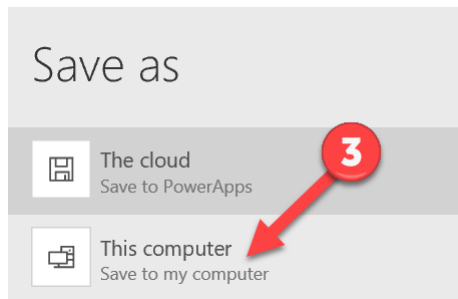 Save as
3
The cloud
Save to PowerApps
This computer
Save to my computer